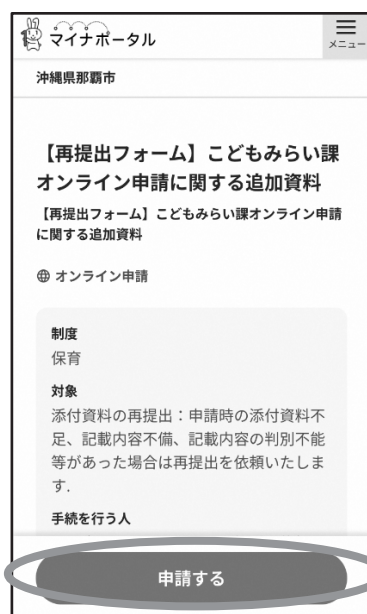 マイナポータル
メニュー
沖縄県那覇市
【再提出フォーム】こどもみらい課
オンライン申請に関する追加資料
【再提出フォーム】こどもみらい課オンライン申請
に関する追加資料
オンライン申請
制度
保育
対象
添付資料の再提出：申請時の添付資料不
足、記載内容不備、記載内容の判別不能
等があった場合は再提出を依頼いたしま
す.
手続を行う人
申請する